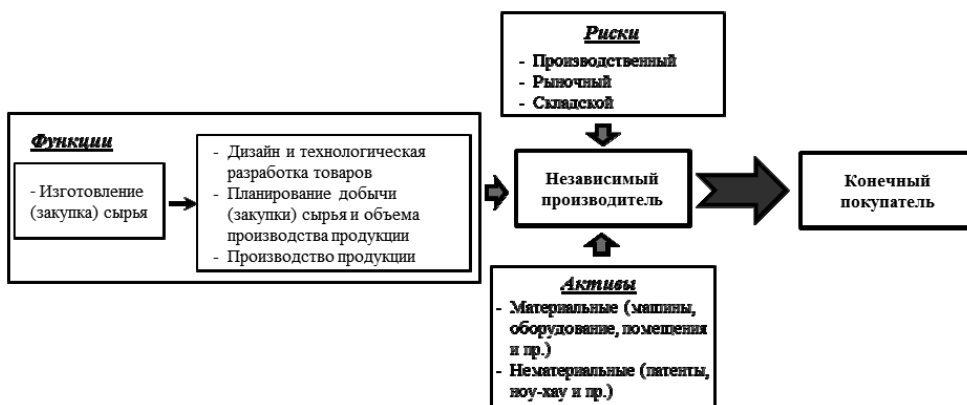 Риски
- Производственный
- Рыночный
- Складской
Функции
- Изготовление
(закупка) сырья
- Дизайн и технологическая
разработка товаров
- Планирование добычи
(закупки) сырья и объема
производства продукции
- Производство продукции
Независимый
производитель
Конечный
покупатель
Активы
- Материальные (машины,
оборудование, помещения
и пр.)
- Нематериальные (патенты,
ноу-хау и пр.)